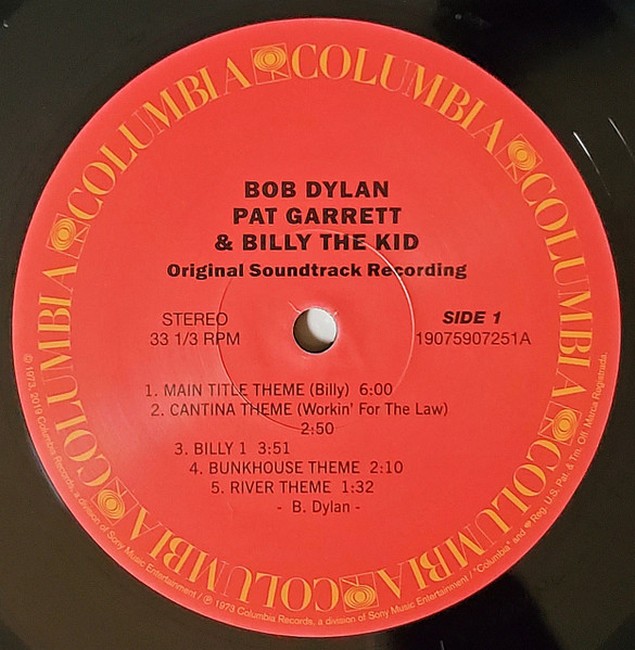 COLUMBIA COLUMBIA COLUMBIA COLUMBIA COLUMBIA COLUMBIA COLUMBIA
BOB DYLAN
PAT GARRETT
& BILLY THE KID
Original Soundtrack Recording
STEREO
33 1/3 RPM
SIDE 1
19075907251A
1. MAIN TITLE THEME (Billy) 6:00
2. CANTINA THEME (Workin' For The Law)
2:50
3. BILLY 1 3:51
4. BUNKHOUSE THEME 2:10
5. RIVER THEME 1:32
- B. Dylan -
© 1973, 2019 Columbia Records, a division of Sony Music Entertainment / ℗ 1973 Columbia Records, a division of Sony Music Entertainment / "Columbia" and Reg. U.S. Pat. & Tm. Off. Marca Registrada.